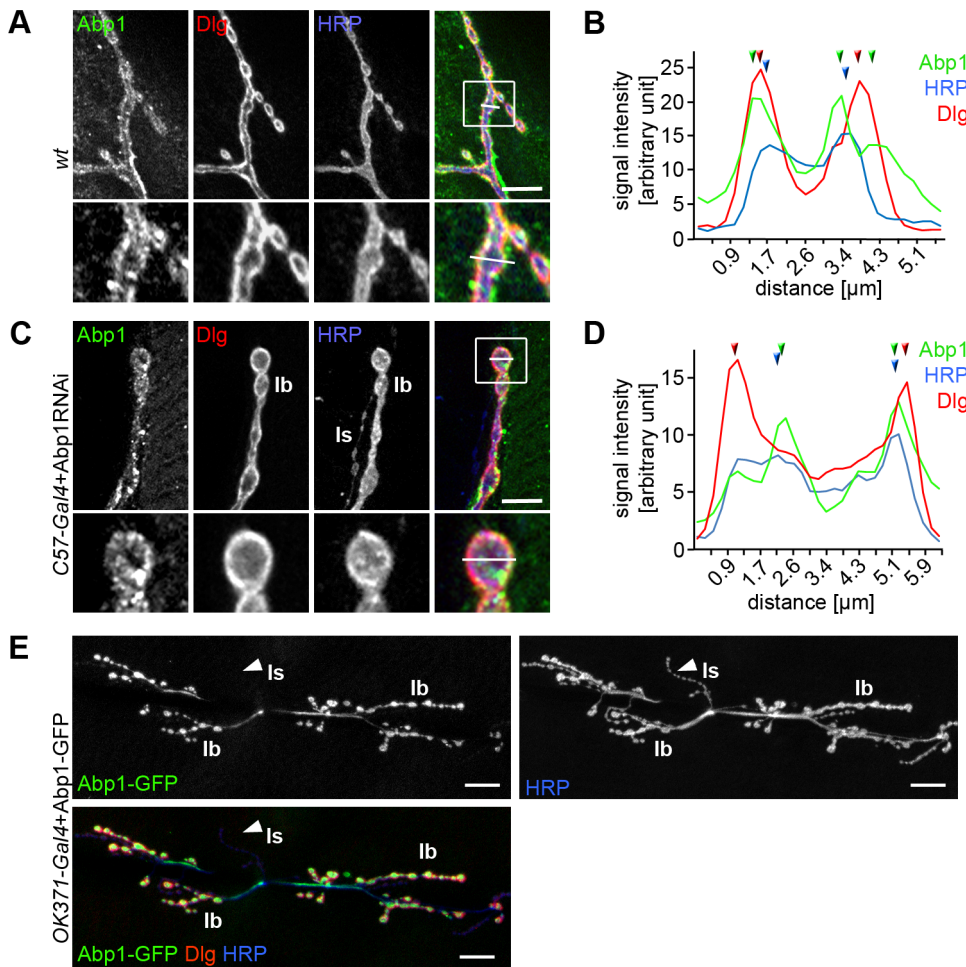 A
Abp1
Dlg
HRP
wt
B
signal intensity
[arbitrary unit]
25
20
15
10
5
0
0.9
1.7
2.6
3.4
4.3
5.1
distance [µm]
Abp1
HRP
Dlg
C
Abp1
Dlg
HRP
Ib
Ib
Is
C57-Gal4+Abp1RNAi
D
signal intensity
[arbitrary unit]
15
10
5
0
0.9
1.7
2.6
3.4
4.3
5.1
5.9
distance [µm]
Abp1
HRP
Dlg
E
OK371-Gal4+Abp1-GFP
Is
Ib
Ib
Abp1-GFP
Is
Ib
Ib
HRP
Is
Ib
Ib
Abp1-GFP Dlg HRP